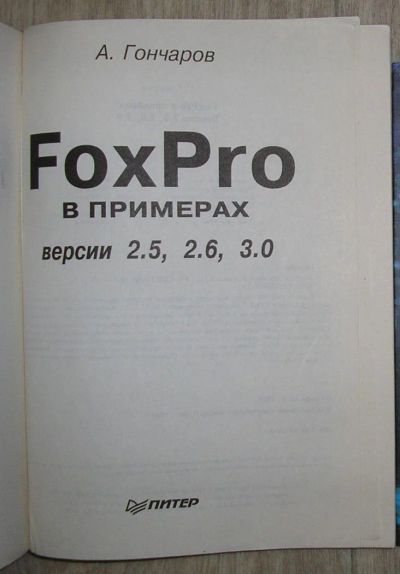 А. Гончаров
FoxPro
В ПРИМЕРАХ
версии 2.5, 2.6, 3.0
ПИТЕР